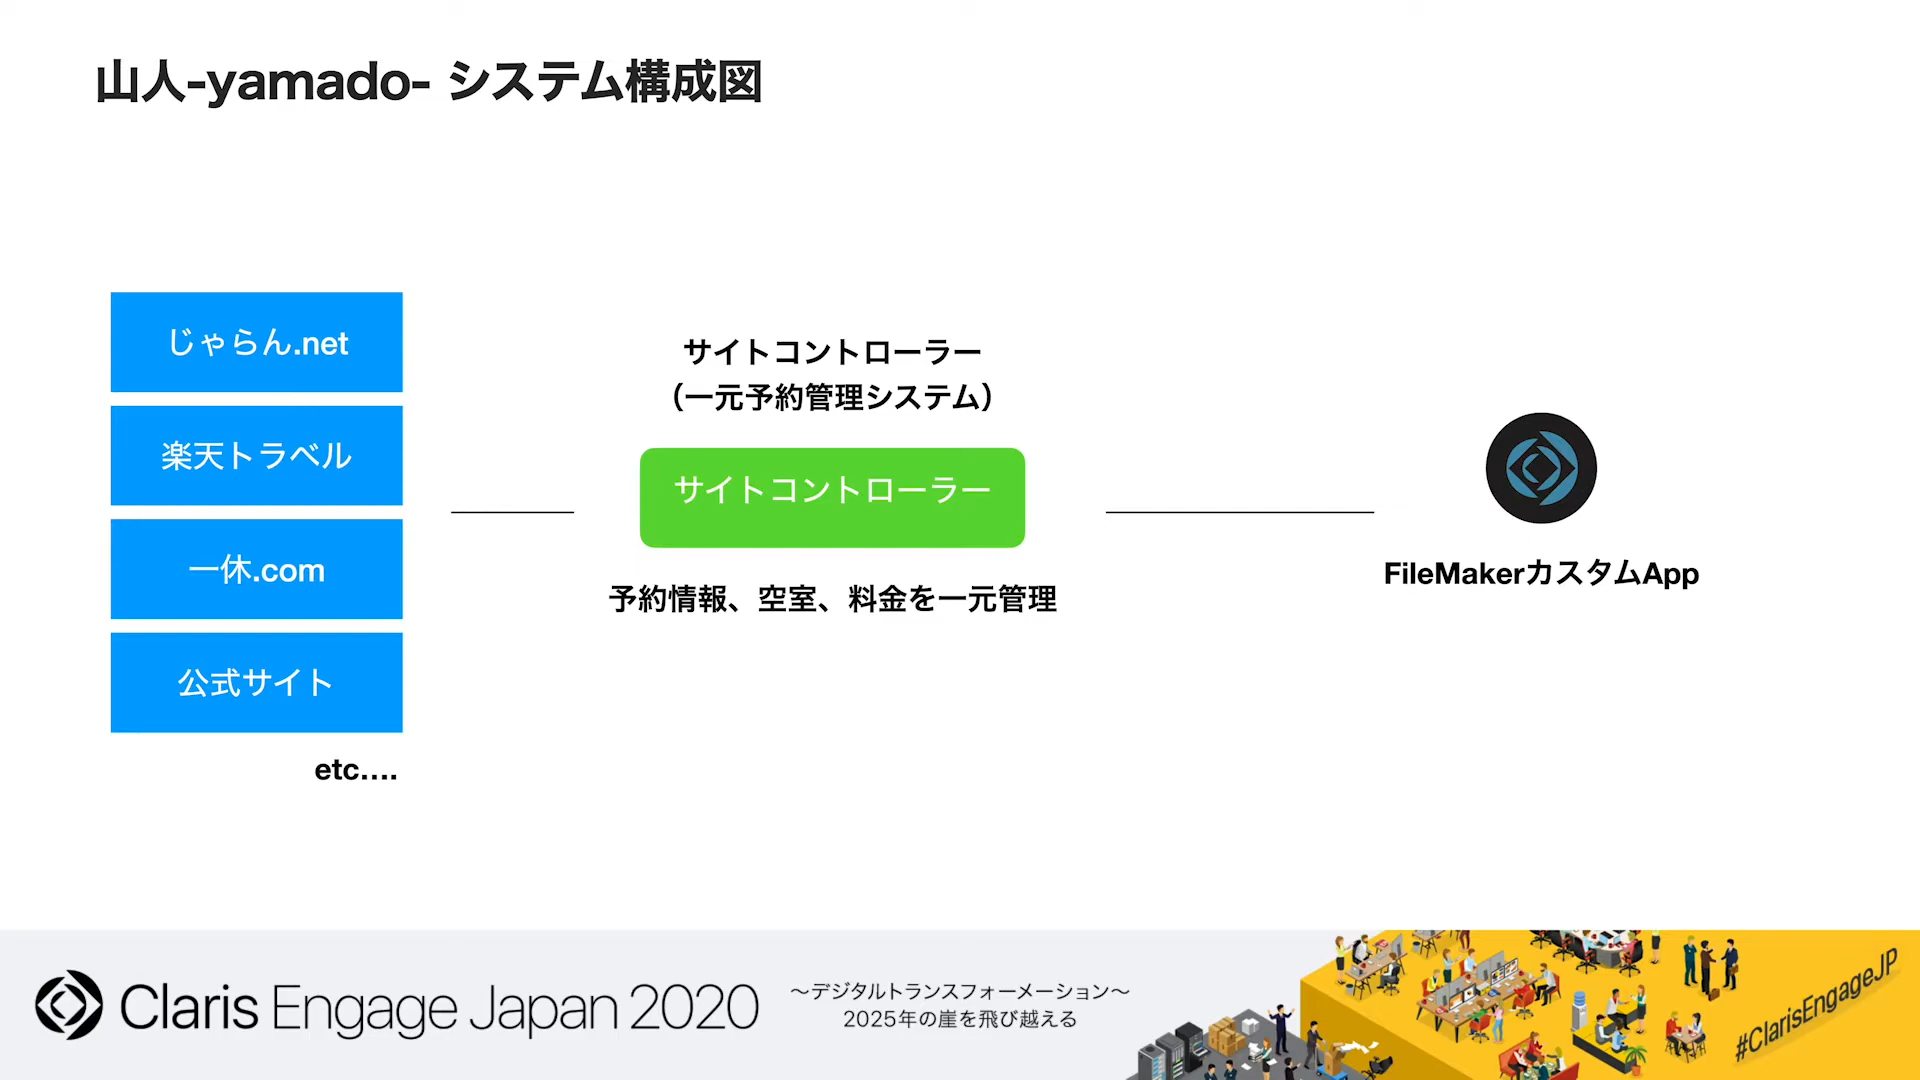 山人-yamado- システム構成図
じゃらん.net
楽天トラベル
一休.com
公式サイト
etc....
サイトコントローラー
（一元予約管理システム）
サイトコントローラー
予約情報、空室、料金を一元管理
FileMakerカスタムApp
Claris Engage Japan 2020
〜デジタルトランスフォーメーション〜
2025年の崖を飛び越える
#ClarisEngageJP